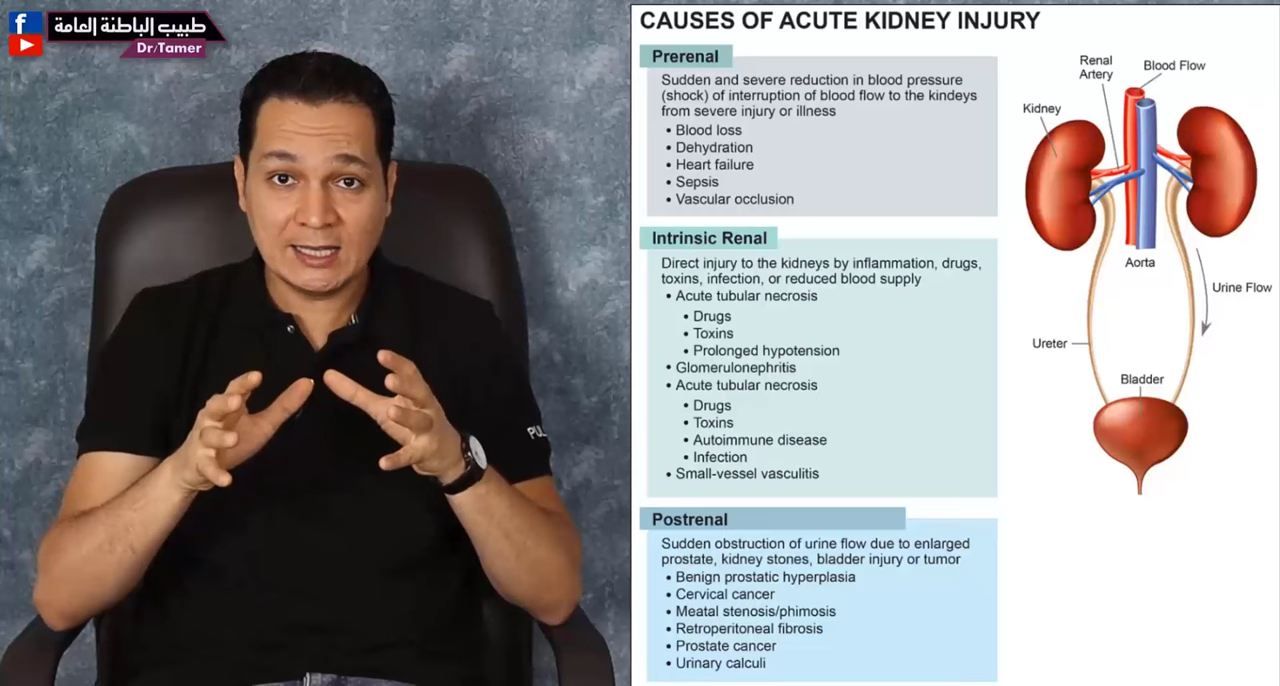 f
طبيب الباطنة العامة
Dr/Tamer
PUL
CAUSES OF ACUTE KIDNEY INJURY
Prerenal
Sudden and severe reduction in blood pressure
(shock) of interruption of blood flow to the kindeys
from severe injury or illness
• Blood loss
• Dehydration
• Heart failure
• Sepsis
• Vascular occlusion
Intrinsic Renal
Direct injury to the kidneys by inflammation, drugs,
toxins, infection, or reduced blood supply
• Acute tubular necrosis
• Drugs
• Toxins
• Prolonged hypotension
• Glomerulonephritis
• Acute tubular necrosis
• Drugs
• Toxins
• Autoimmune disease
• Infection
• Small-vessel vasculitis
Postrenal
Sudden obstruction of urine flow due to enlarged
prostate, kidney stones, bladder injury or tumor
• Benign prostatic hyperplasia
• Cervical cancer
• Meatal stenosis/phimosis
• Retroperitoneal fibrosis
• Prostate cancer
• Urinary calculi
Renal
Artery
Blood Flow
Kidney
Aorta
Urine Flow
Ureter
Bladder